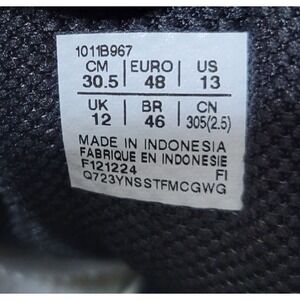 1011B967
CM EURO US
30.5 48 13
UK BR CN
12 46 305(2.5)
MADE IN INDONESIA
FABRIQUE EN INDONESIE
F121224 FI
Q723YNSSTFMCGWG